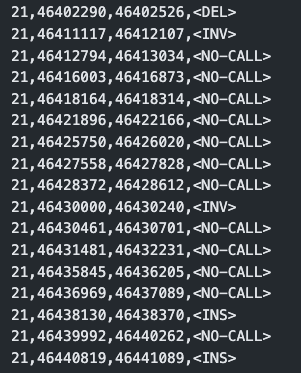 21,46402290,46402526,<DEL>
21,46411117,46412107,<INV>
21,46412794,46413034,<NO-CALL>
21,46416003,46416873,<NO-CALL>
21,46418164,46418314,<NO-CALL>
21,46421896,46422166,<NO-CALL>
21,46425750,46426020,<NO-CALL>
21,46427558,46427828,<NO-CALL>
21,46428372,46428612,<NO-CALL>
21,46430000,46430240,<INV>
21,46430461,46430701,<NO-CALL>
21,46431481,46432231,<NO-CALL>
21,46435845,46436205,<NO-CALL>
21,46436969,46437089,<NO-CALL>
21,46438130,46438370,<INS>
21,46439992,46440262,<NO-CALL>
21,46440819,46441089,<INS>